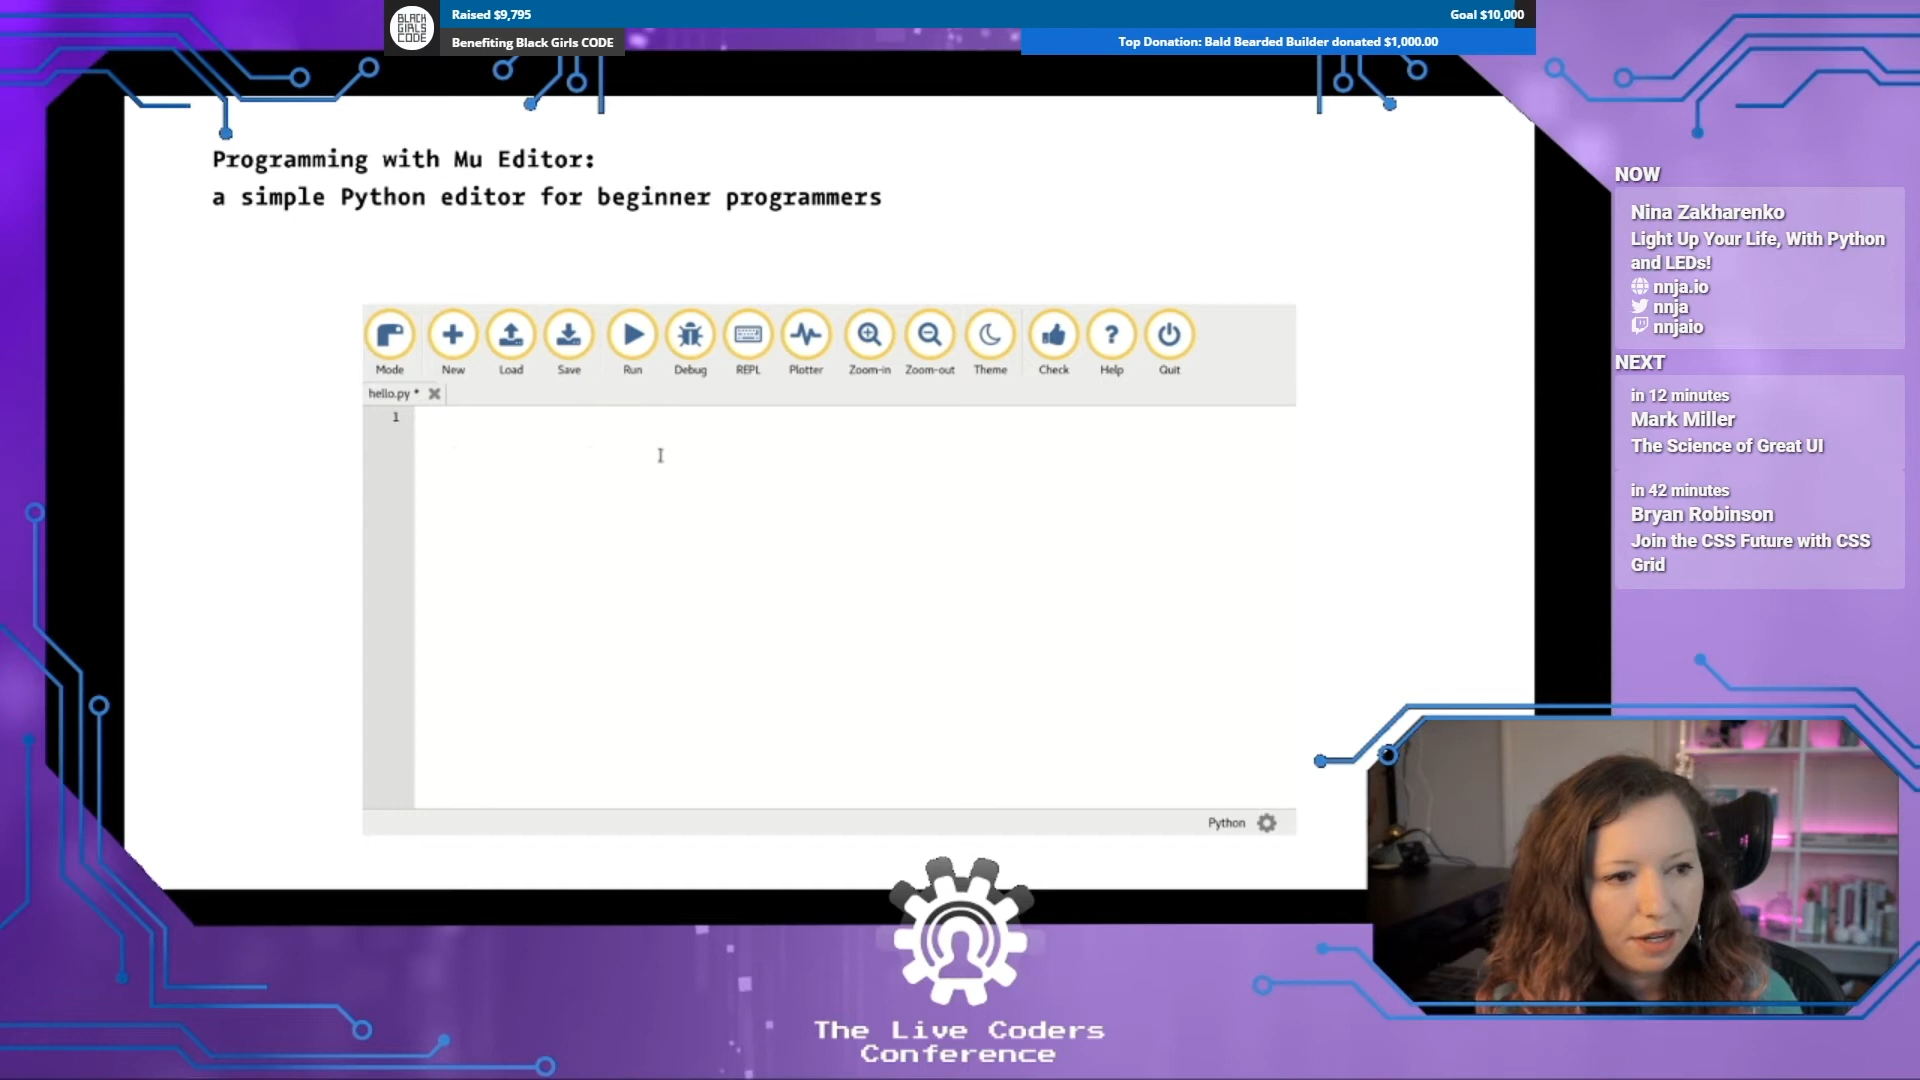 BLACK
GIRLS
CODE
Raised $9,795
Goal $10,000
Benefiting Black Girls CODE
Top Donation: Bald Bearded Builder donated $1,000.00
Programming with Mu Editor:
a simple Python editor for beginner programmers
Mode
New
Load
Save
Run
Debug
REPL
Plotter
Zoom-in
Zoom-out
Theme
Check
Help
Quit
hello.py *
1
Python
NOW
Nina Zakharenko
Light Up Your Life, With Python
and LEDs!
nnja.io
nnja
nnjaio
NEXT
in 12 minutes
Mark Miller
The Science of Great UI
in 42 minutes
Bryan Robinson
Join the CSS Future with CSS
Grid
The Live Coders
Conference